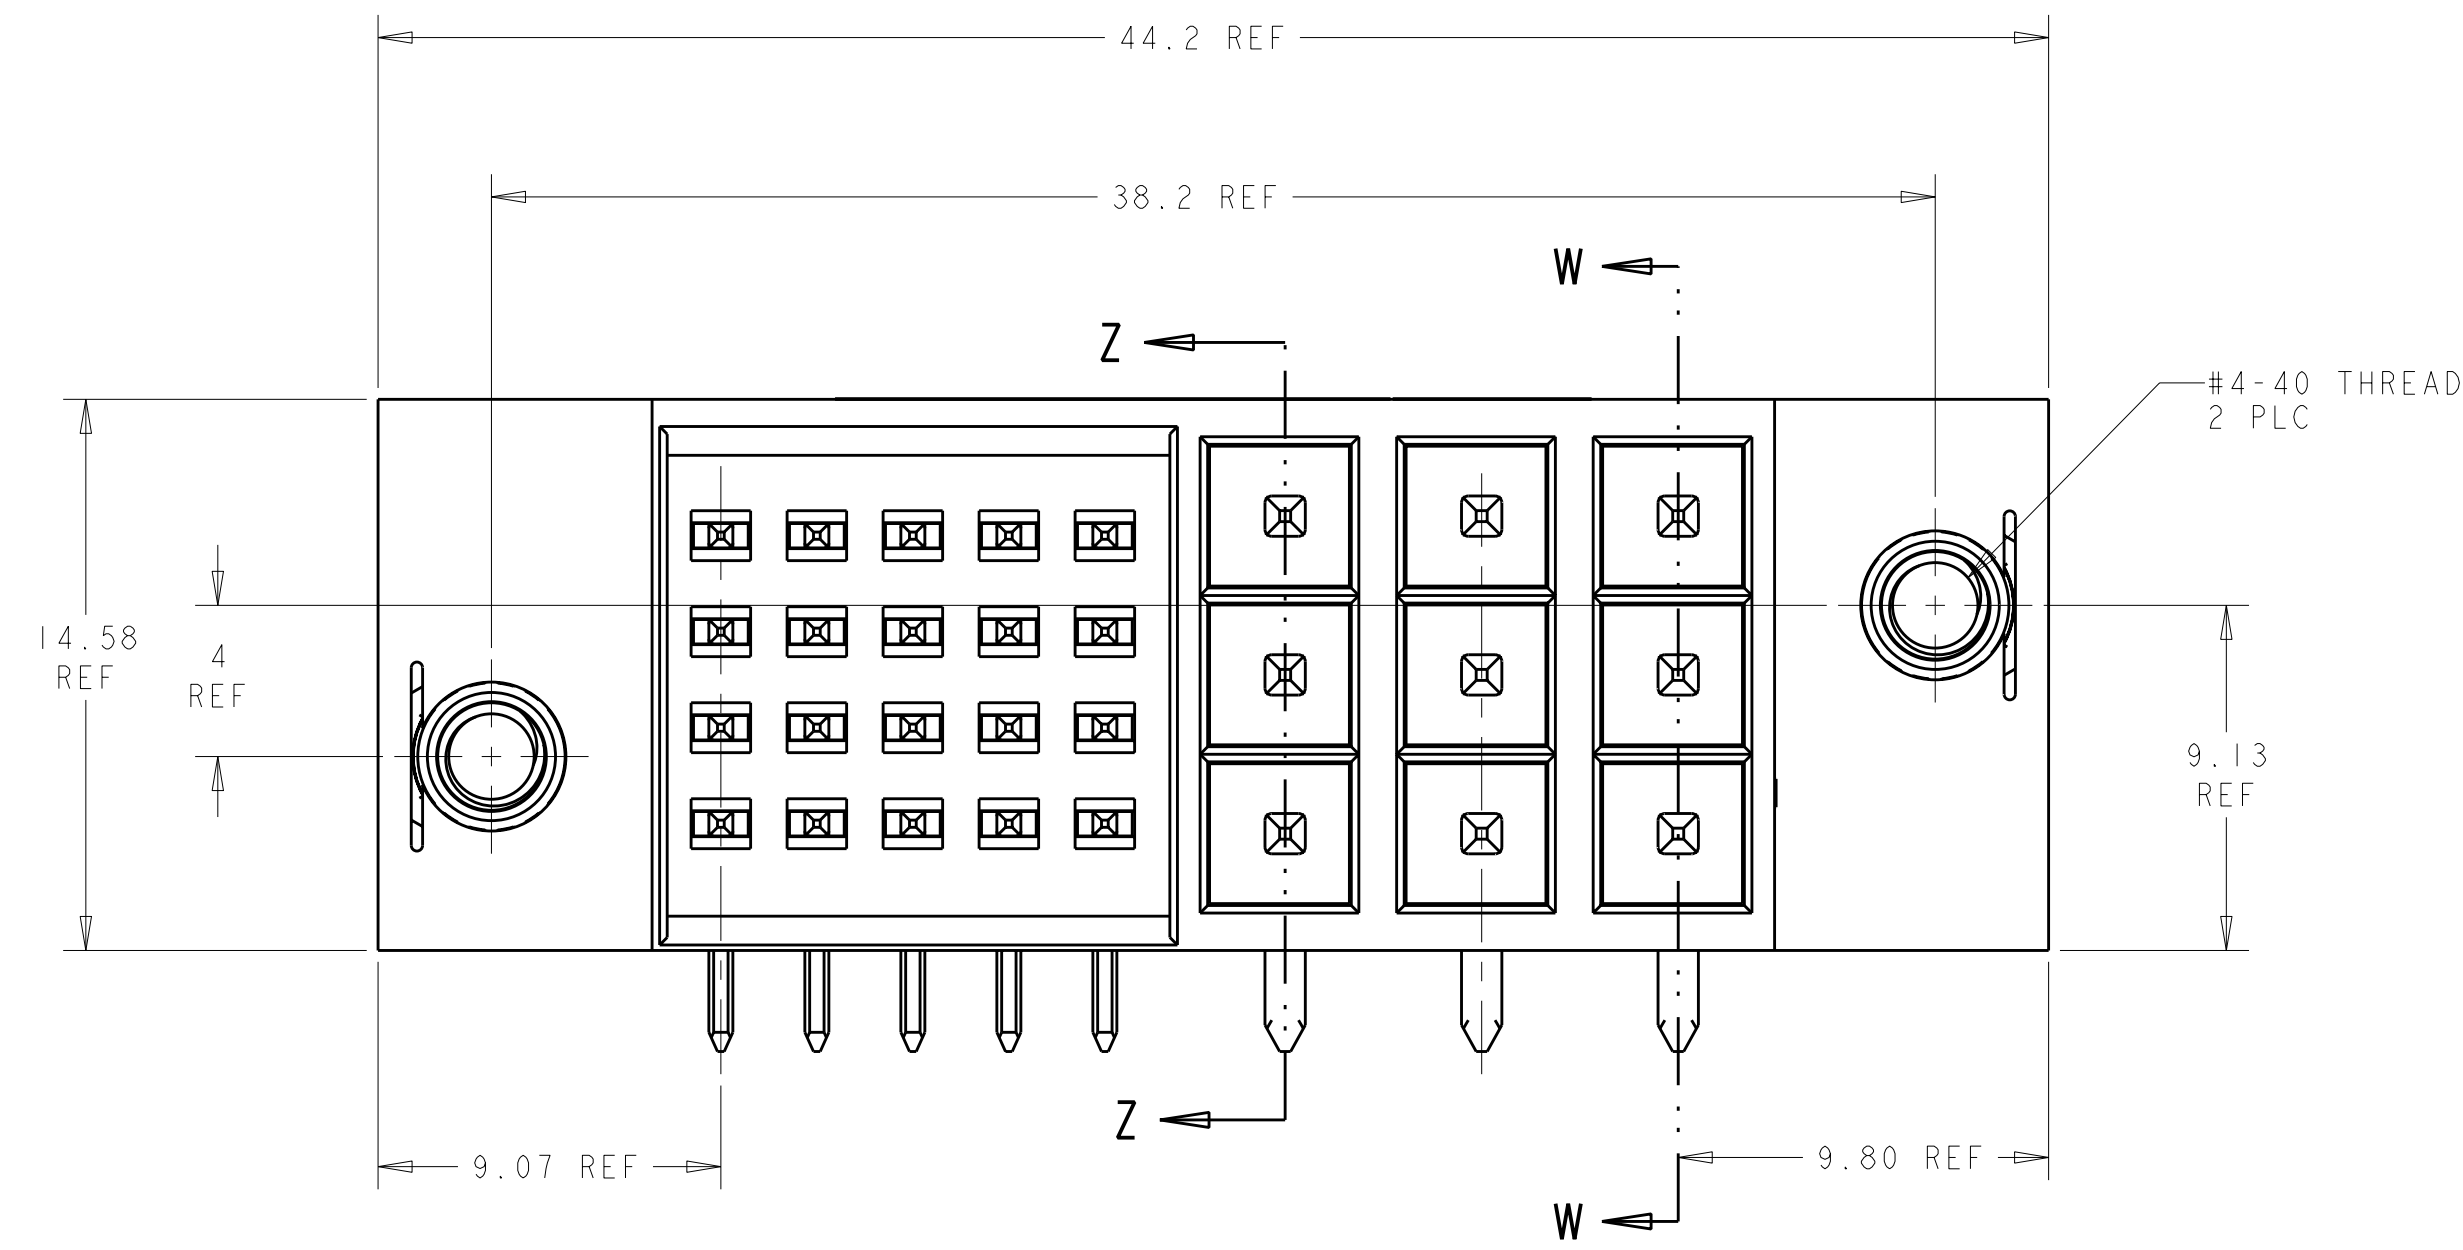 44.2 REF
38.2 REF
W
Z
#4-40 THREAD
2 PLC
14.58
REF
4
REF
9.13
REF
Z
9.07 REF
9.80 REF
W